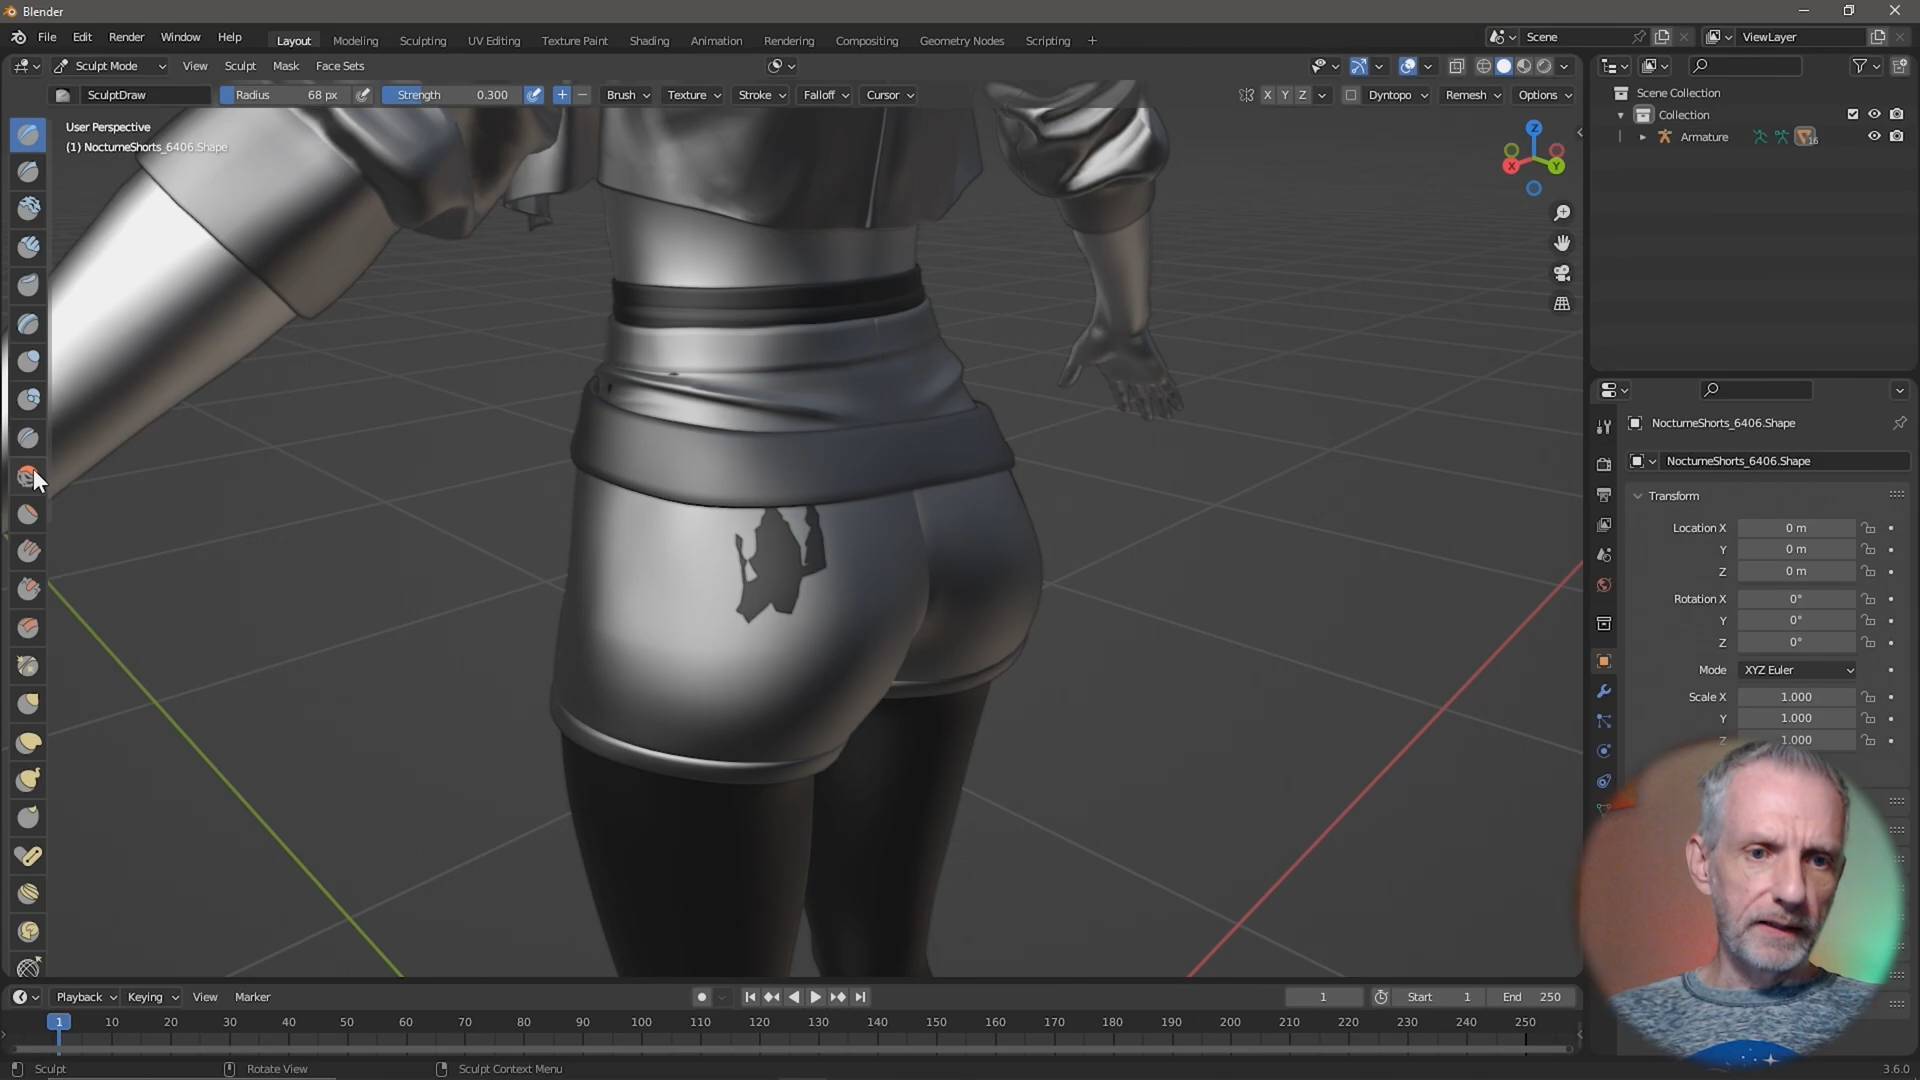 Blender
File Edit Render Window Help
Layout Modeling Sculpting UV Editing Texture Paint Shading Animation Rendering Compositing Geometry Nodes Scripting +
Scene
ViewLayer
Sculpt Mode View Sculpt Mask Face Sets
SculptDraw Radius 68 px Strength 0.300 Brush Texture Stroke Falloff Cursor
X Y Z Dyntopo Remesh Options
User Perspective
(1) NocturneShorts_6406.Shape
Z
X Y
Scene Collection
Collection
Armature 16
NocturneShorts_6406.Shape
NocturneShorts_6406.Shape
Transform
Location X 0 m
Y 0 m
Z 0 m
Rotation X 0°
Y 0°
Z 0°
Mode XYZ Euler
Scale X 1.000
Y 1.000
Z 1.000
Playback Keying View Marker
1 Start 1 End 250
1 10 20 30 40 50 60 70 80 90 100 110 120 130 140 150 160 170 180 190 200 210 220 230 240 250
Sculpt Rotate View Sculpt Context Menu
3.6.0